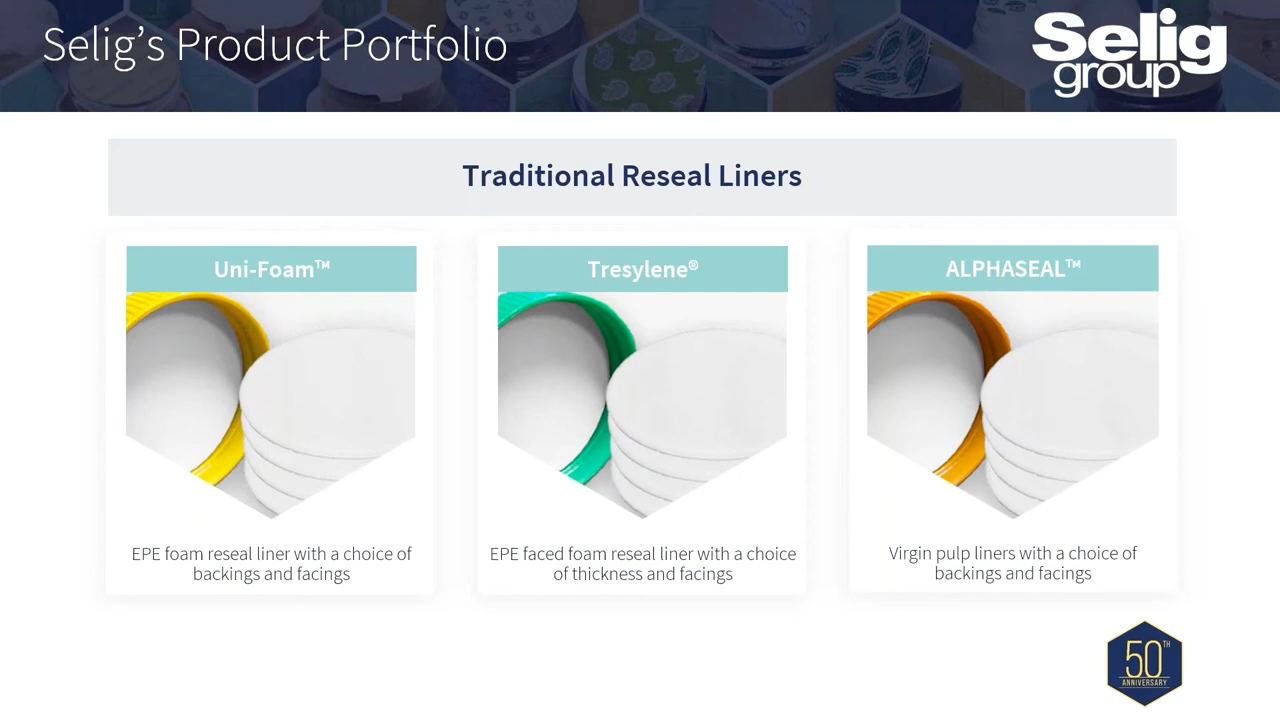 Selig's Product Portfolio
Selig
group
Traditional Reseal Liners
Uni-Foam™
EPE foam reseal liner with a choice of
backings and facings
Tresylene®
EPE faced foam reseal liner with a choice
of thickness and facings
ALPHASEAL™
Virgin pulp liners with a choice of
backings and facings
50TH
ANNIVERSARY